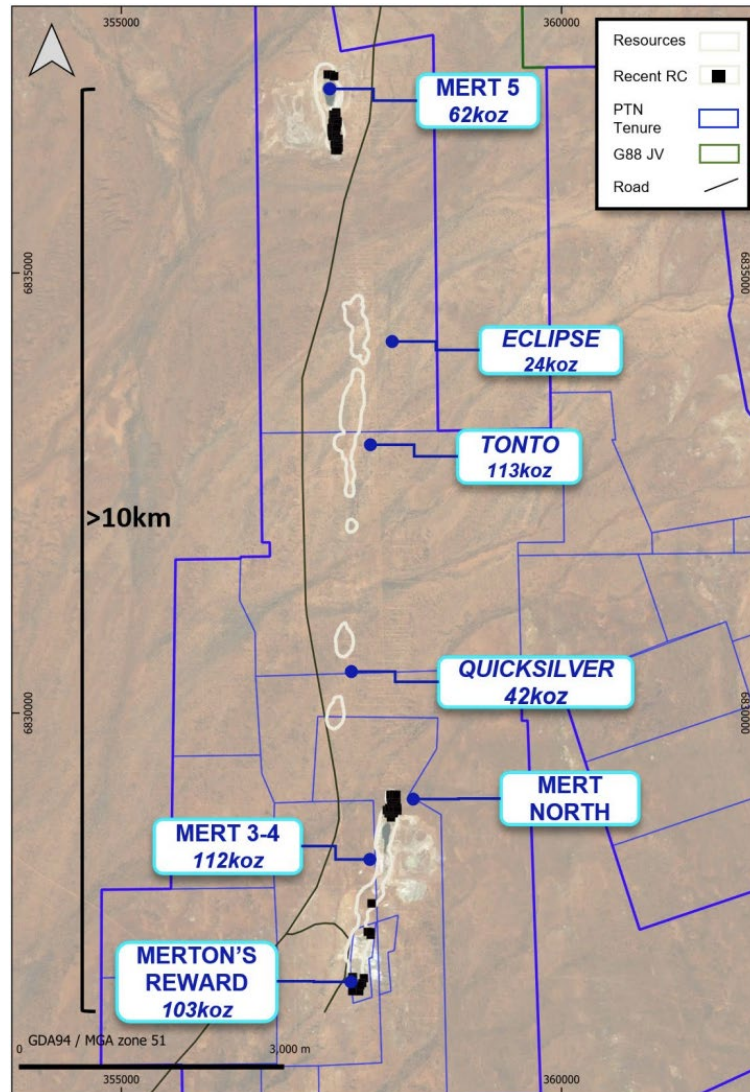 355000
360000
Resources
Recent RC
PTN
Tenure
G88 JV
Road
MERT 5
62koz
6835000
6835000
ECLIPSE
24koz
TONTO
113koz
>10km
QUICKSILVER
42koz
6830000
6830000
MERT
NORTH
MERT 3-4
112koz
MERTON'S
REWARD
103koz
GDA94 / MGA zone 51
0
3,000 m
355000
360000